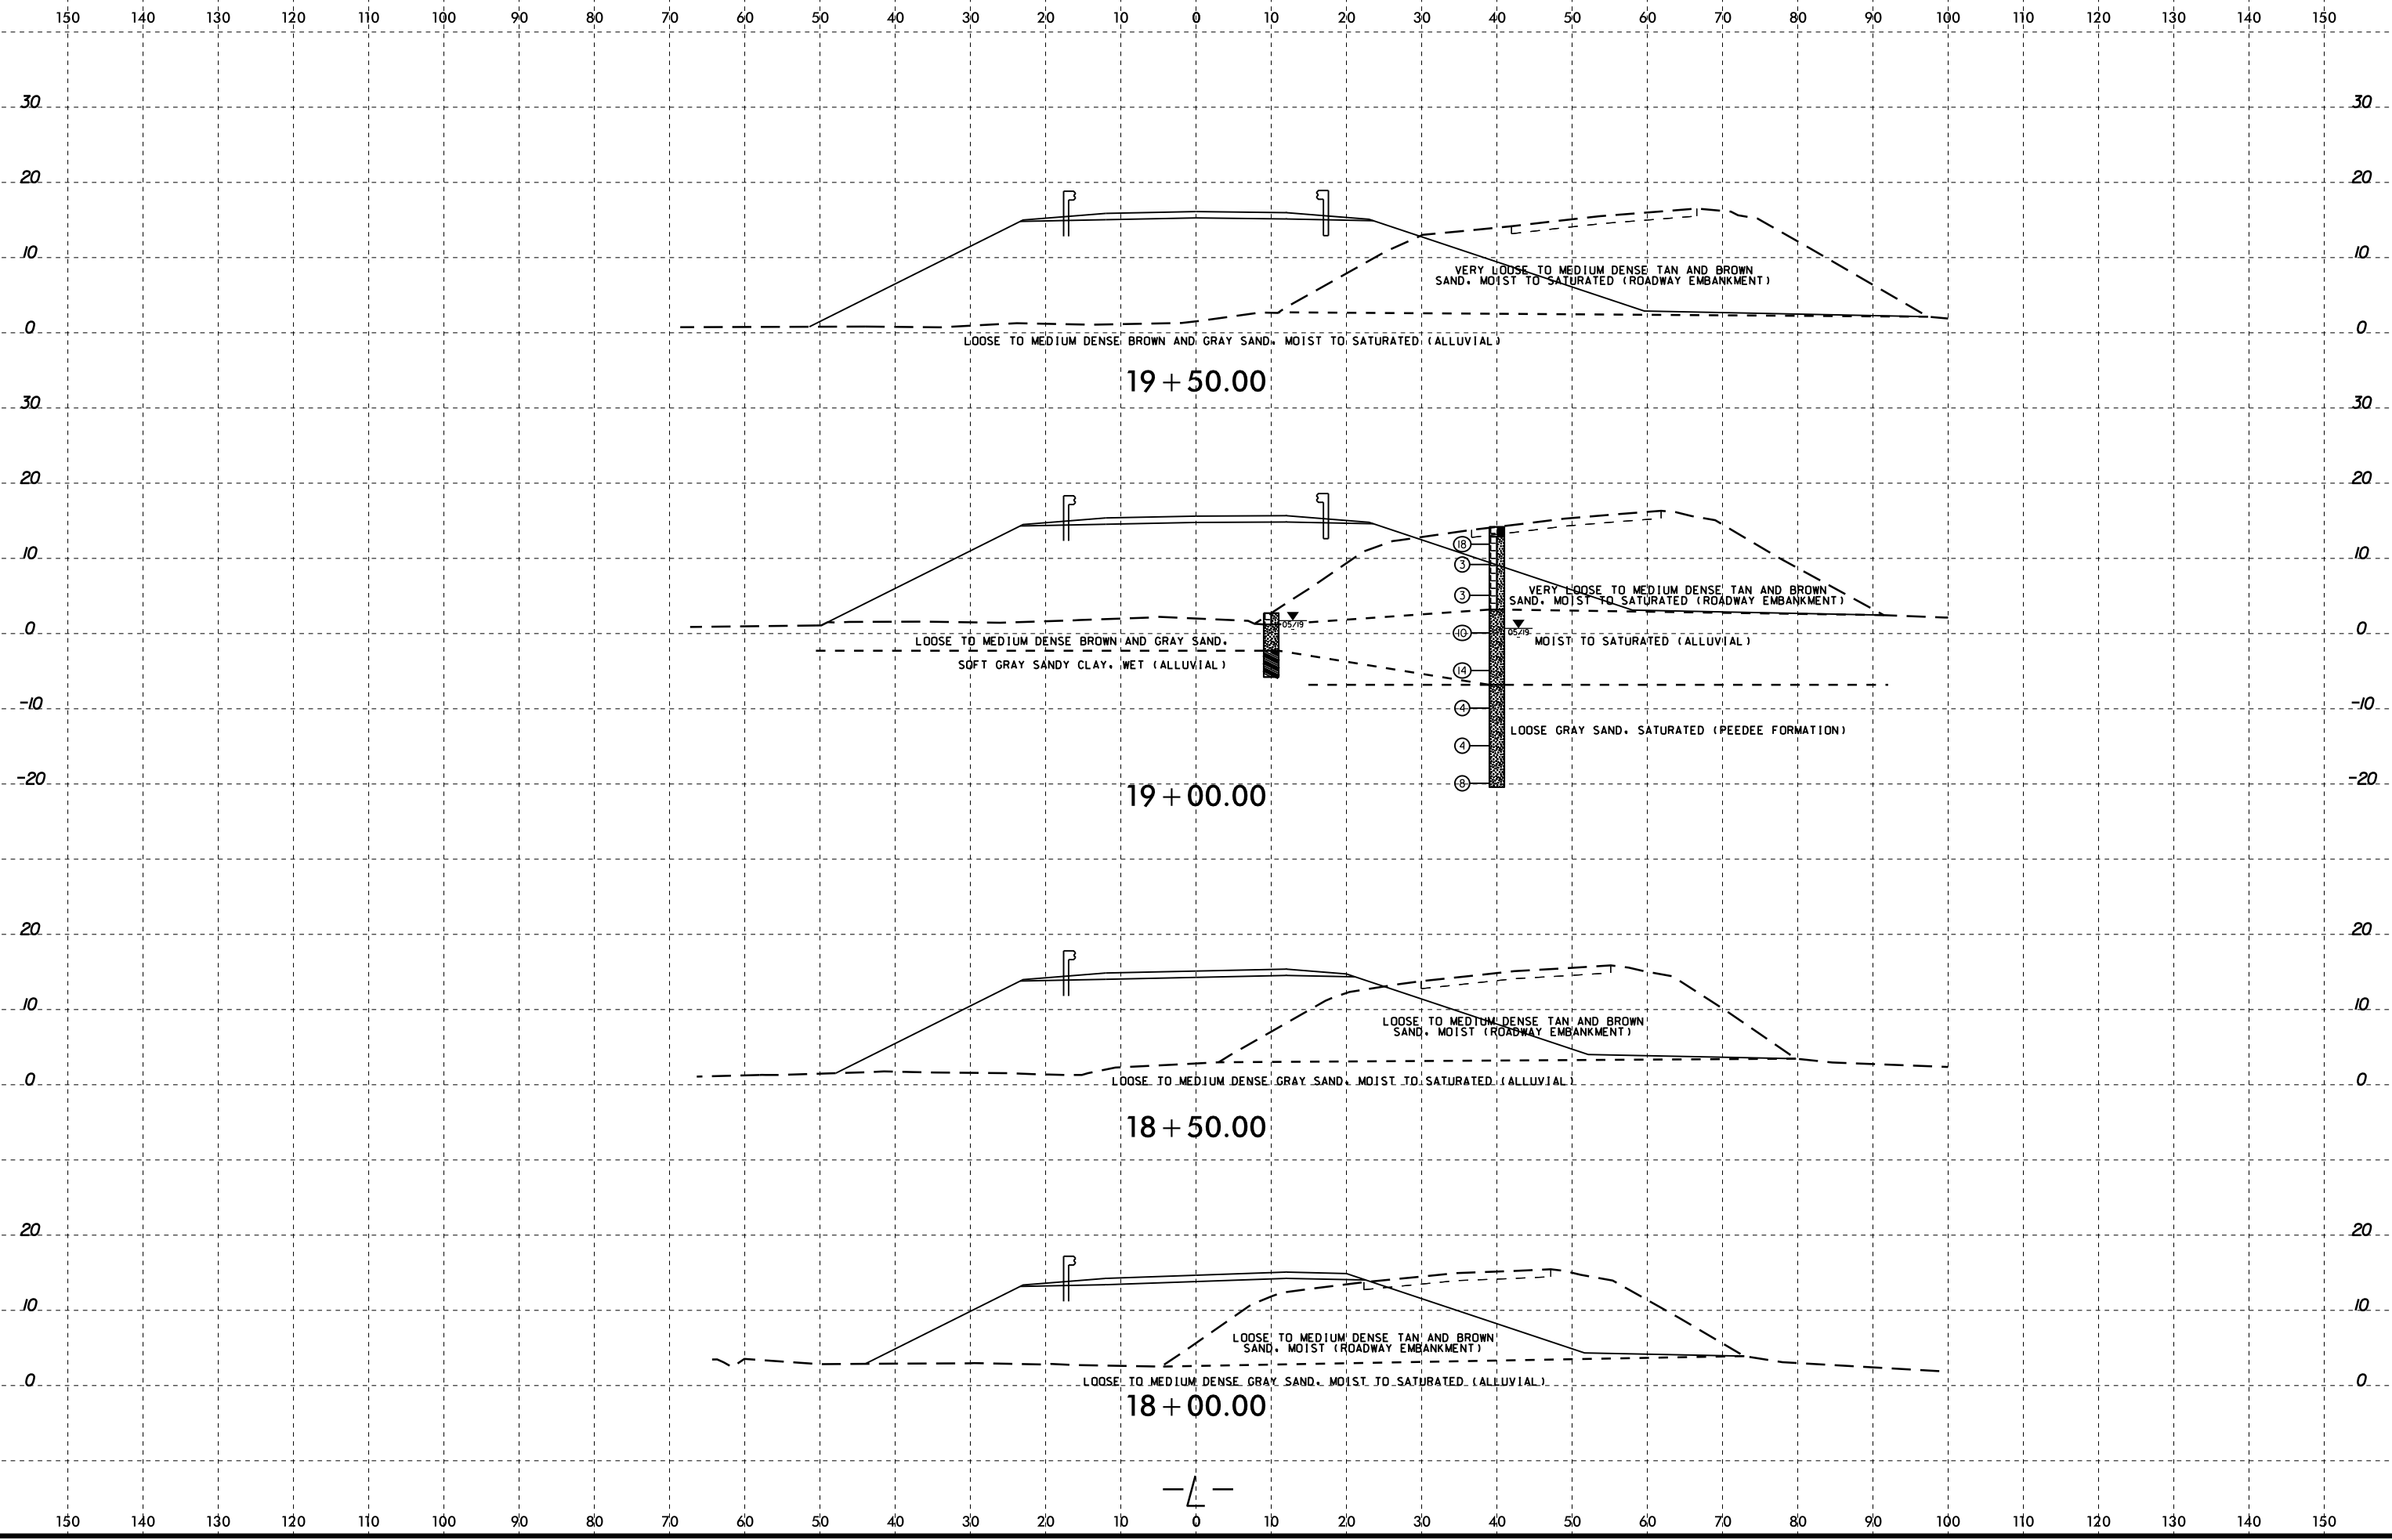 150 140 130 120 110 100 90 80 70 60 50 40 30 20 10 0 10 20 30 40 50 60 70 80 90 100 110 120 130 140 150
30 30
20 20
10 10
VERY LOOSE TO MEDIUM DENSE TAN AND BROWN
SAND, MOIST TO SATURATED (ROADWAY EMBANKMENT)
0 0
LOOSE TO MEDIUM DENSE BROWN AND GRAY SAND, MOIST TO SATURATED (ALLUVIAL)
19+50.00
30 30
20 20
18
10 10
3
3
VERY LOOSE TO MEDIUM DENSE TAN AND BROWN
SAND, MOIST TO SATURATED (ROADWAY EMBANKMENT)
05/19
0 10 05/19 0
LOOSE TO MEDIUM DENSE BROWN AND GRAY SAND, MOIST TO SATURATED (ALLUVIAL)
SOFT GRAY SANDY CLAY, WET (ALLUVIAL)
14
-10 4 -10
LOOSE GRAY SAND, SATURATED (PEEDEE FORMATION)
4
-20 8 -20
19+00.00
20 20
10 10
LOOSE TO MEDIUM DENSE TAN AND BROWN
SAND, MOIST (ROADWAY EMBANKMENT)
0 0
LOOSE TO MEDIUM DENSE GRAY SAND, MOIST TO SATURATED (ALLUVIAL)
18+50.00
20 20
10 10
LOOSE TO MEDIUM DENSE TAN AND BROWN
SAND, MOIST (ROADWAY EMBANKMENT)
0 0
LOOSE TO MEDIUM DENSE GRAY SAND, MOIST TO SATURATED (ALLUVIAL)
18+00.00
-L-
150 140 130 120 110 100 90 80 70 60 50 40 30 20 10 0 10 20 30 40 50 60 70 80 90 100 110 120 130 140 150